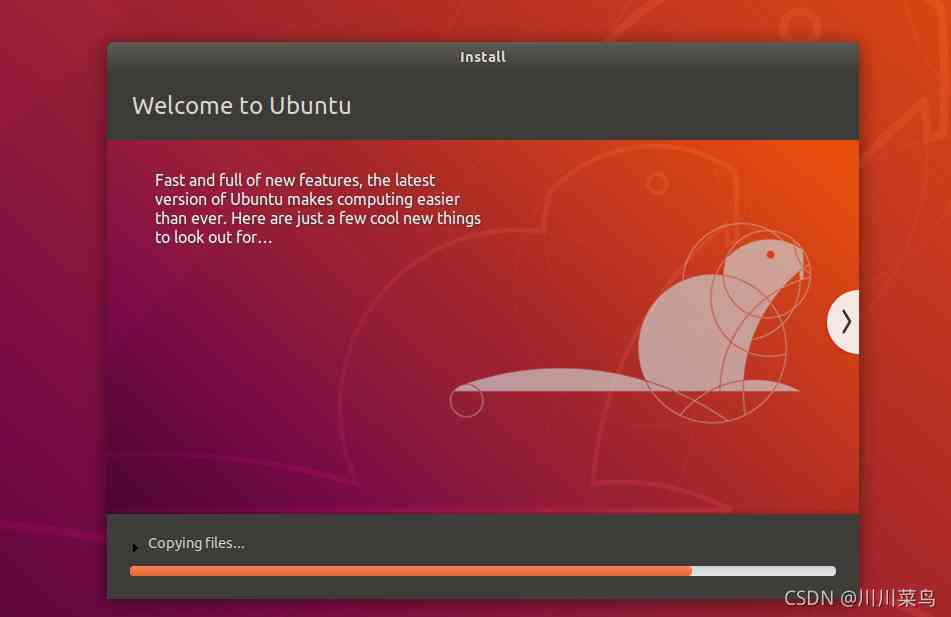 Install
Welcome to Ubuntu
Fast and full of new features, the latest
version of Ubuntu makes computing easier
than ever. Here are just a few cool new things
to look out for...
Copying files...
CSDN @川川菜鸟